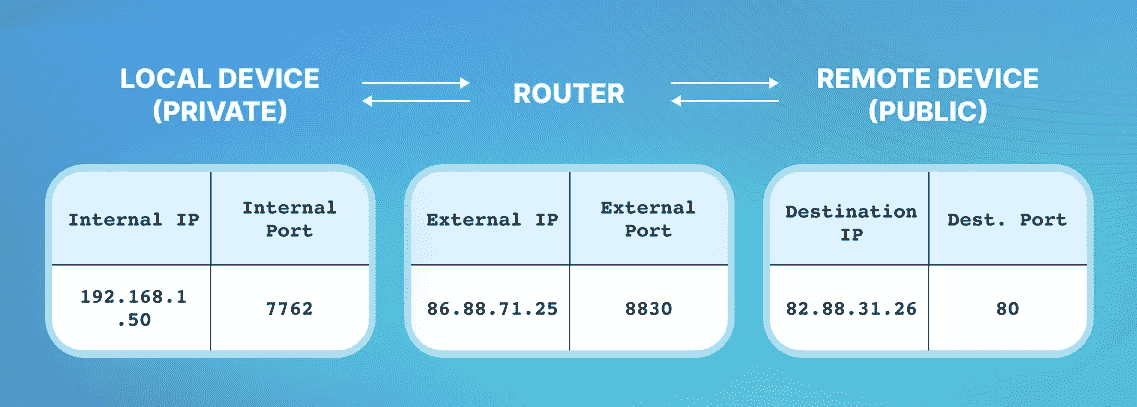 LOCAL DEVICE
(PRIVATE)
ROUTER
REMOTE DEVICE
(PUBLIC)
Internal IP
Internal
Port
192.168.1
.50
7762
External IP
External
Port
86.88.71.25
8830
Destination
IP
Dest. Port
82.88.31.26
80